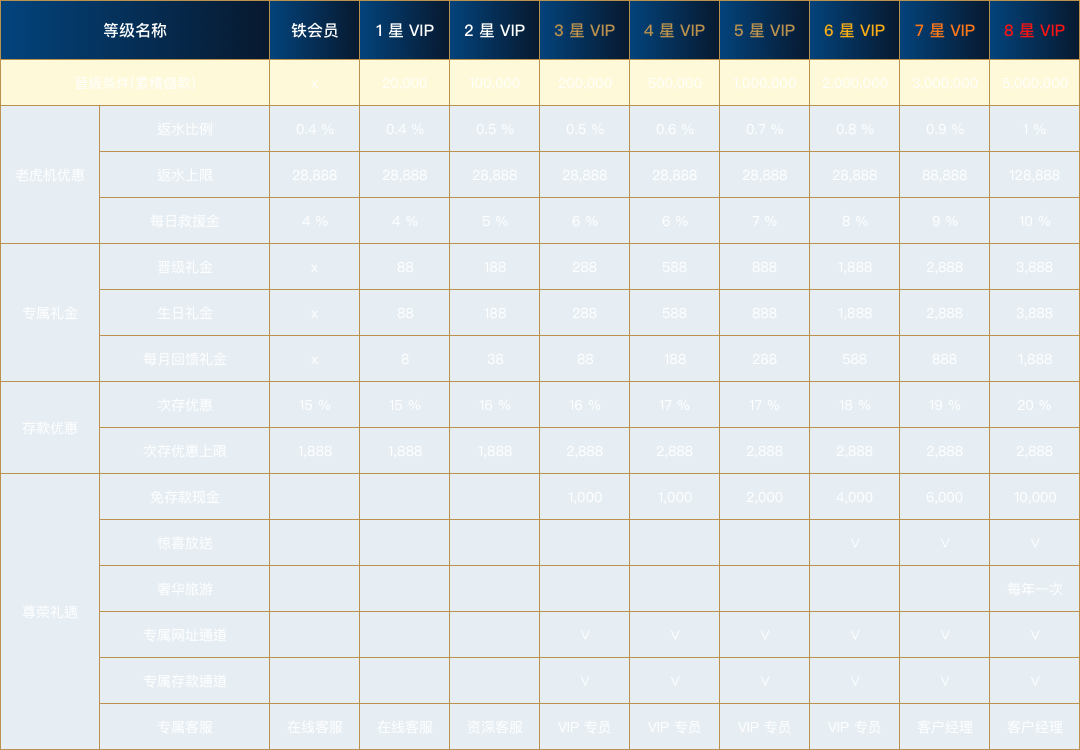 等级名称 铁会员 1 星 VIP 2 星 VIP 3 星 VIP 4 星 VIP 5 星 VIP 6 星 VIP 7 星 VIP 8 星 VIP
晋级条件(累计存款) x 20,000 100,000 200,000 500,000 1,000,000 2,000,000 3,000,000 5,000,000
老虎机优惠
返水比例 0.4 % 0.4 % 0.5 % 0.5 % 0.6 % 0.7 % 0.8 % 0.9 % 1 %
返水上限 28,888 28,888 28,888 28,888 28,888 28,888 28,888 88,888 128,888
每日救援金 4 % 4 % 5 % 6 % 6 % 7 % 8 % 9 % 10 %
专属礼金
晋级礼金 x 88 188 288 588 888 1,888 2,888 3,888
生日礼金 x 88 188 288 588 888 1,888 2,888 3,888
每月回馈礼金 x 8 38 88 188 288 588 888 1,888
存款优惠
次存优惠 15 % 15 % 16 % 16 % 17 % 17 % 18 % 19 % 20 %
次存优惠上限 1,888 1,888 1,888 2,888 2,888 2,888 2,888 2,888 2,888
尊荣礼遇
免存款现金 1,000 1,000 2,000 4,000 6,000 10,000
惊喜放送 V V V
奢华旅游 每年一次
专属网址通道 V V V V V V
专属存款通道 V V V V V V
专属客服 在线客服 在线客服 资深客服 VIP 专员 VIP 专员 VIP 专员 VIP 专员 客户经理 客户经理